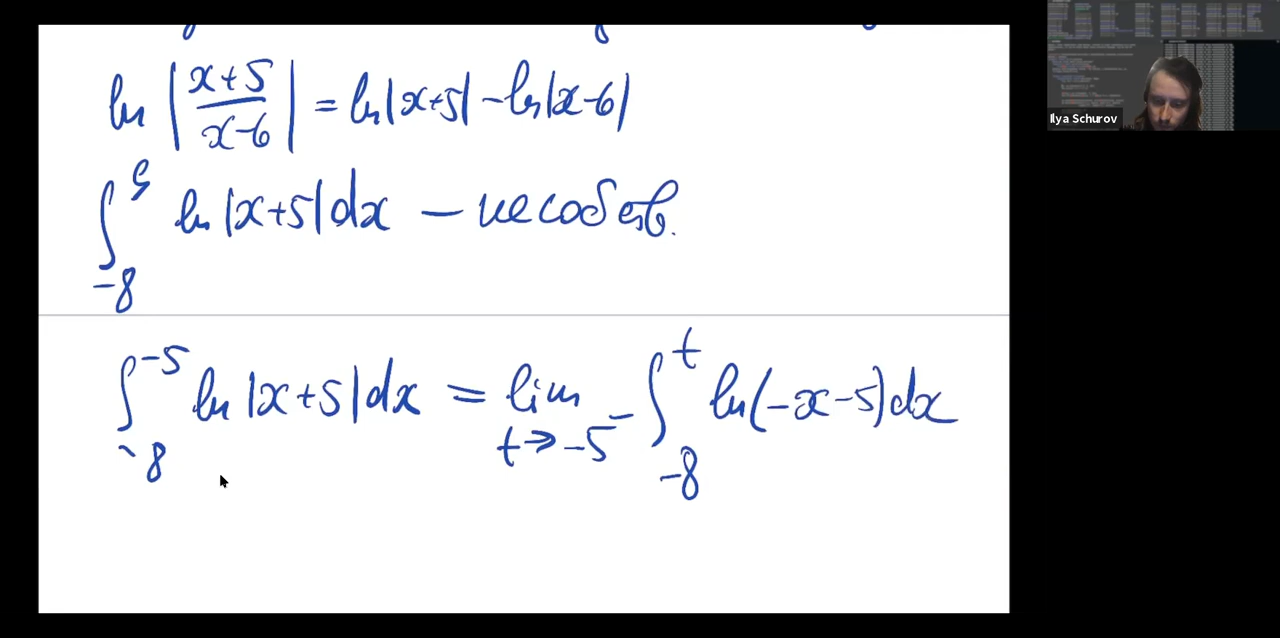 ln |x+5 / x-6| = ln|x+5| - ln|x-6|
∫_{-8}^{5} ln|x+5|dx - несобств.
∫_{-8}^{-5} ln|x+5|dx = lim_{t→-5^-} ∫_{-8}^{t} ln(-x-5)dx
Ilya Schurov